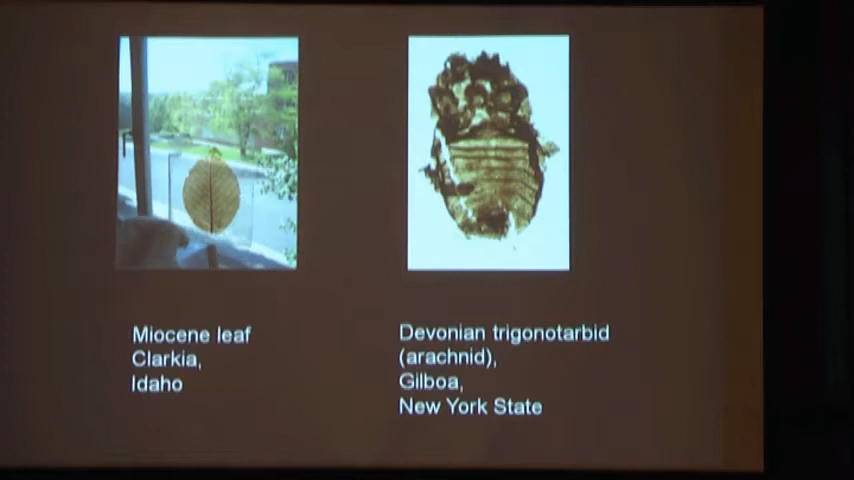 Miocene leaf
Clarkia,
Idaho
Devonian trigonotarbid
(arachnid),
Gilboa,
New York State